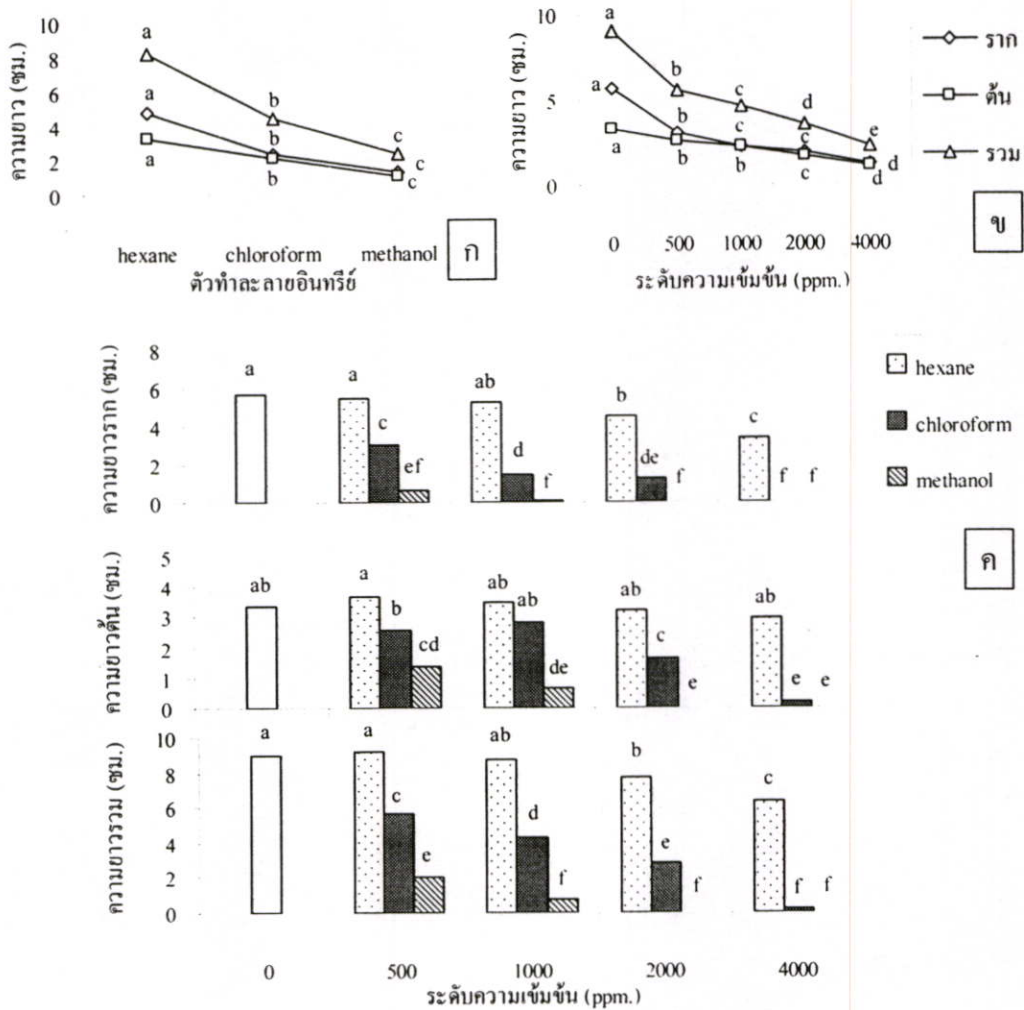 10
8
6
4
2
0
ความยาว (ซม.)
a
a
a
b
b
b
c
c
c
hexane chloroform methanol
ตัวทำละลายอินทรีย์
ก
10
5
0
ความยาว (ซม.)
a
a
a
b
b
b
c
c
b
d
c
c
e
d
d
0 500 1000 2000 4000
ระดับความเข้มข้น (ppm.)
ราก
ต้น
รวม
ข
8
6
4
2
0
ความยาวราก (ซม.)
a a ab b c
c d de f f
ef f f
hexane
chloroform
methanol
ค
5
4
3
2
1
0
ความยาวต้น (ซม.)
ab a ab ab ab
b ab c e e
cd de e
10
8
6
4
2
0
ความยาวรวม (ซม.)
a a ab b c
c d e f f
e f f
0 500 1000 2000 4000
ระดับความเข้มข้น (ppm.)